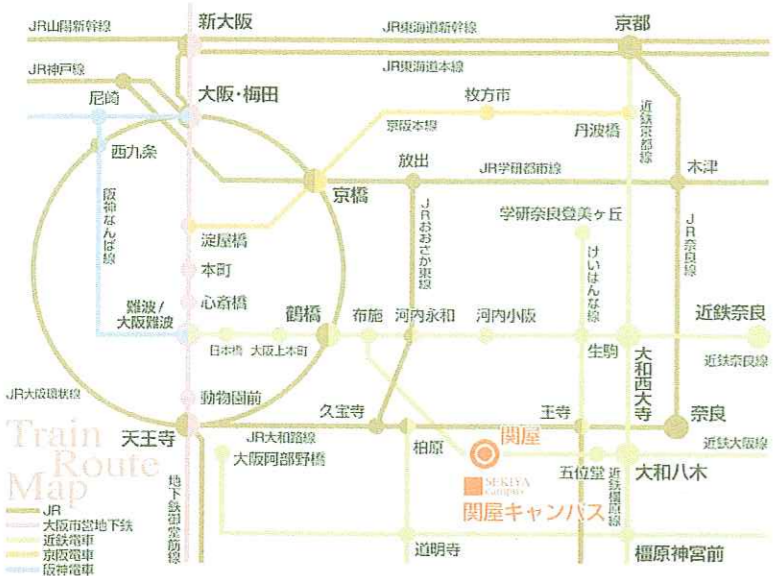 新大阪
JR山陽新幹線
JR東海道新幹線
京都
JR東海道本線
JR神戸線
尼崎
大阪・梅田
枚方市
京阪本線
丹波橋
近鉄京都線
西九条
放出
JR学研都市線
木津
京橋
阪神なんば線
JRおおさか東線
学研奈良登美ヶ丘
JR奈良線
淀屋橋
けいはんな線
本町
心斎橋
難波/
大阪難波
鶴橋
布施
河内永和
河内小阪
近鉄奈良
日本橋
大阪上本町
生駒
大和西大寺
近鉄奈良線
JR大阪環状線
動物園前
久宝寺
王寺
奈良
天王寺
JR大和路線
柏原
関屋
近鉄大阪線
大阪阿部野橋
五位堂
大和八木
SEKIYA
campus
関屋キャンパス
近鉄橿原線
地下鉄御堂筋線
道明寺
橿原神宮前
Train
Route
Map
JR
大阪市営地下鉄
近鉄電車
京阪電車
阪神電車